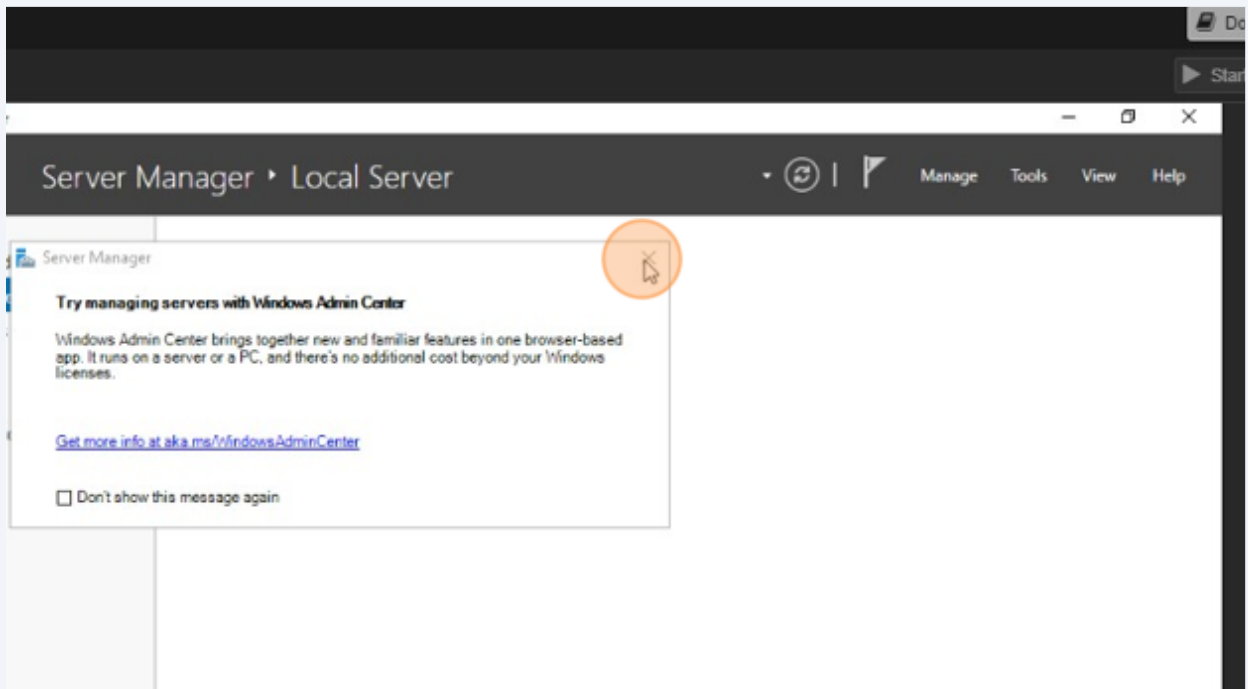 Do
Star
Server Manager ‣ Local Server
Manage Tools View Help
Server Manager
Try managing servers with Windows Admin Center
Windows Admin Center brings together new and familiar features in one browser-based
app. It runs on a server or a PC, and there's no additional cost beyond your Windows
licenses.
Get more info at aka.ms/WindowsAdminCenter
Don't show this message again